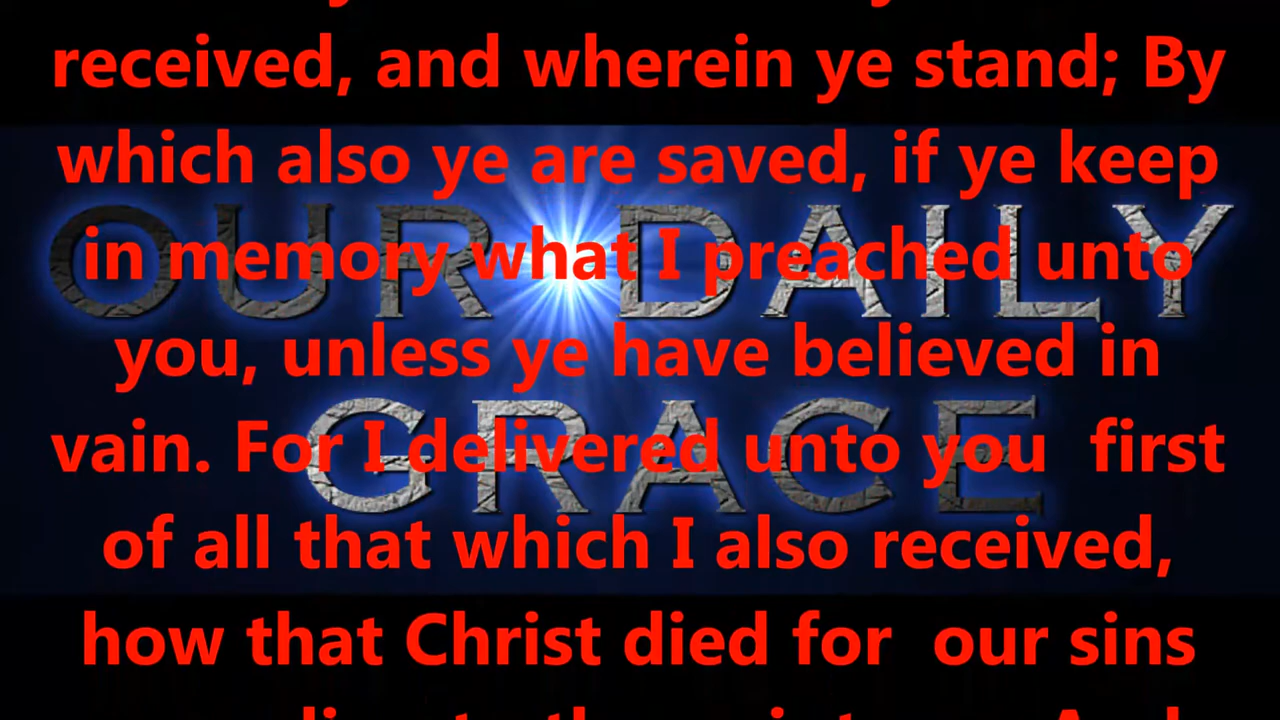 received, and wherein ye stand; By
which also ye are saved, if ye keep
in memory what I preached unto
you, unless ye have believed in
vain. For I delivered unto you first
of all that which I also received,
how that Christ died for our sins
OUR DAILY
GRACE